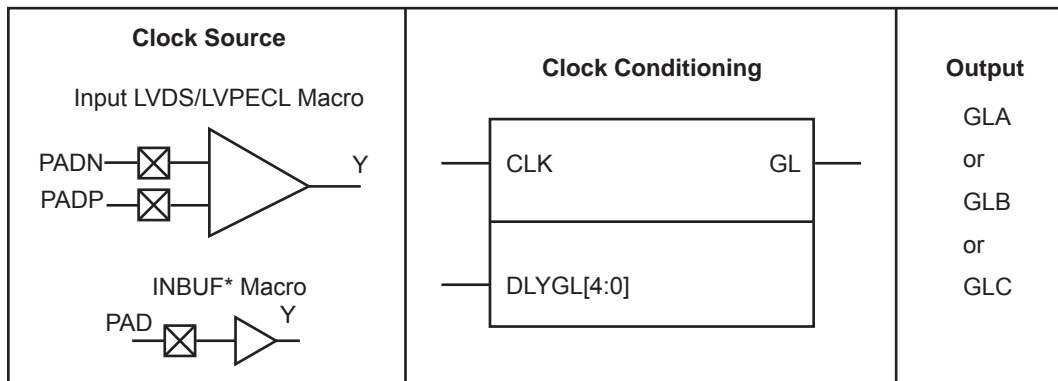 Clock Source
Input LVDS/LVPECL Macro
PADN
PADP
Y
INBUF* Macro
PAD
Y
Clock Conditioning
CLK
GL
DLYGL[4:0]
Output
GLA
or
GLB
or
GLC